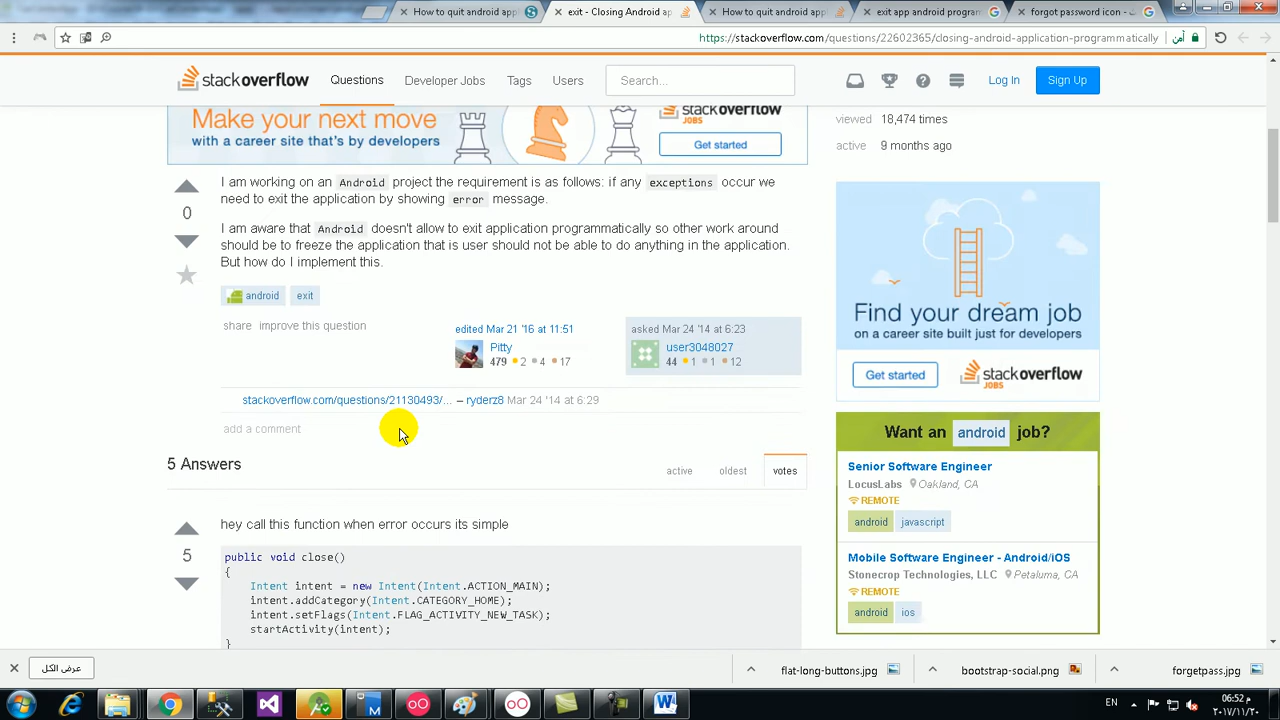 How to quit android appl
exit - Closing Android ap
How to quit android appl
exit app android program
forgot password icon - C
https://stackoverflow.com/questions/22602365/closing-android-application-programmatically
آمن
stackoverflow
Questions
Developer Jobs
Tags
Users
Search...
Log In
Sign Up
Make your next move
with a career site that's by developers
stackoverflow
JOBS
Get started
viewed 18,474 times
active 9 months ago
I am working on an Android project the requirement is as follows: if any exceptions occur we
need to exit the application by showing error message.
0
I am aware that Android doesn't allow to exit application programmatically so other work around
should be to freeze the application that is user should not be able to do anything in the application.
But how do I implement this.
android
exit
share improve this question
edited Mar 21 '16 at 11:51
Pitty
479 2 4 17
asked Mar 24 '14 at 6:23
user3048027
44 1 1 12
stackoverflow.com/questions/21130493/... – ryderz8 Mar 24 '14 at 6:29
add a comment
5 Answers
active
oldest
votes
hey call this function when error occurs its simple
5
public void close()
{
Intent intent = new Intent(Intent.ACTION_MAIN);
intent.addCategory(Intent.CATEGORY_HOME);
intent.setFlags(Intent.FLAG_ACTIVITY_NEW_TASK);
startActivity(intent);
}
Find your dream job
on a career site built just for developers
Get started
stackoverflow
JOBS
Want an android job?
Senior Software Engineer
LocusLabs Oakland, CA
REMOTE
android
javascript
Mobile Software Engineer - Android/iOS
Stonecrop Technologies, LLC Petaluma, CA
REMOTE
android
ios
عرض الكل
flat-long-buttons.jpg
bootstrap-social.png
forgetpass.jpg
EN
06:52 م
٢٠١٧/١١/٢٠